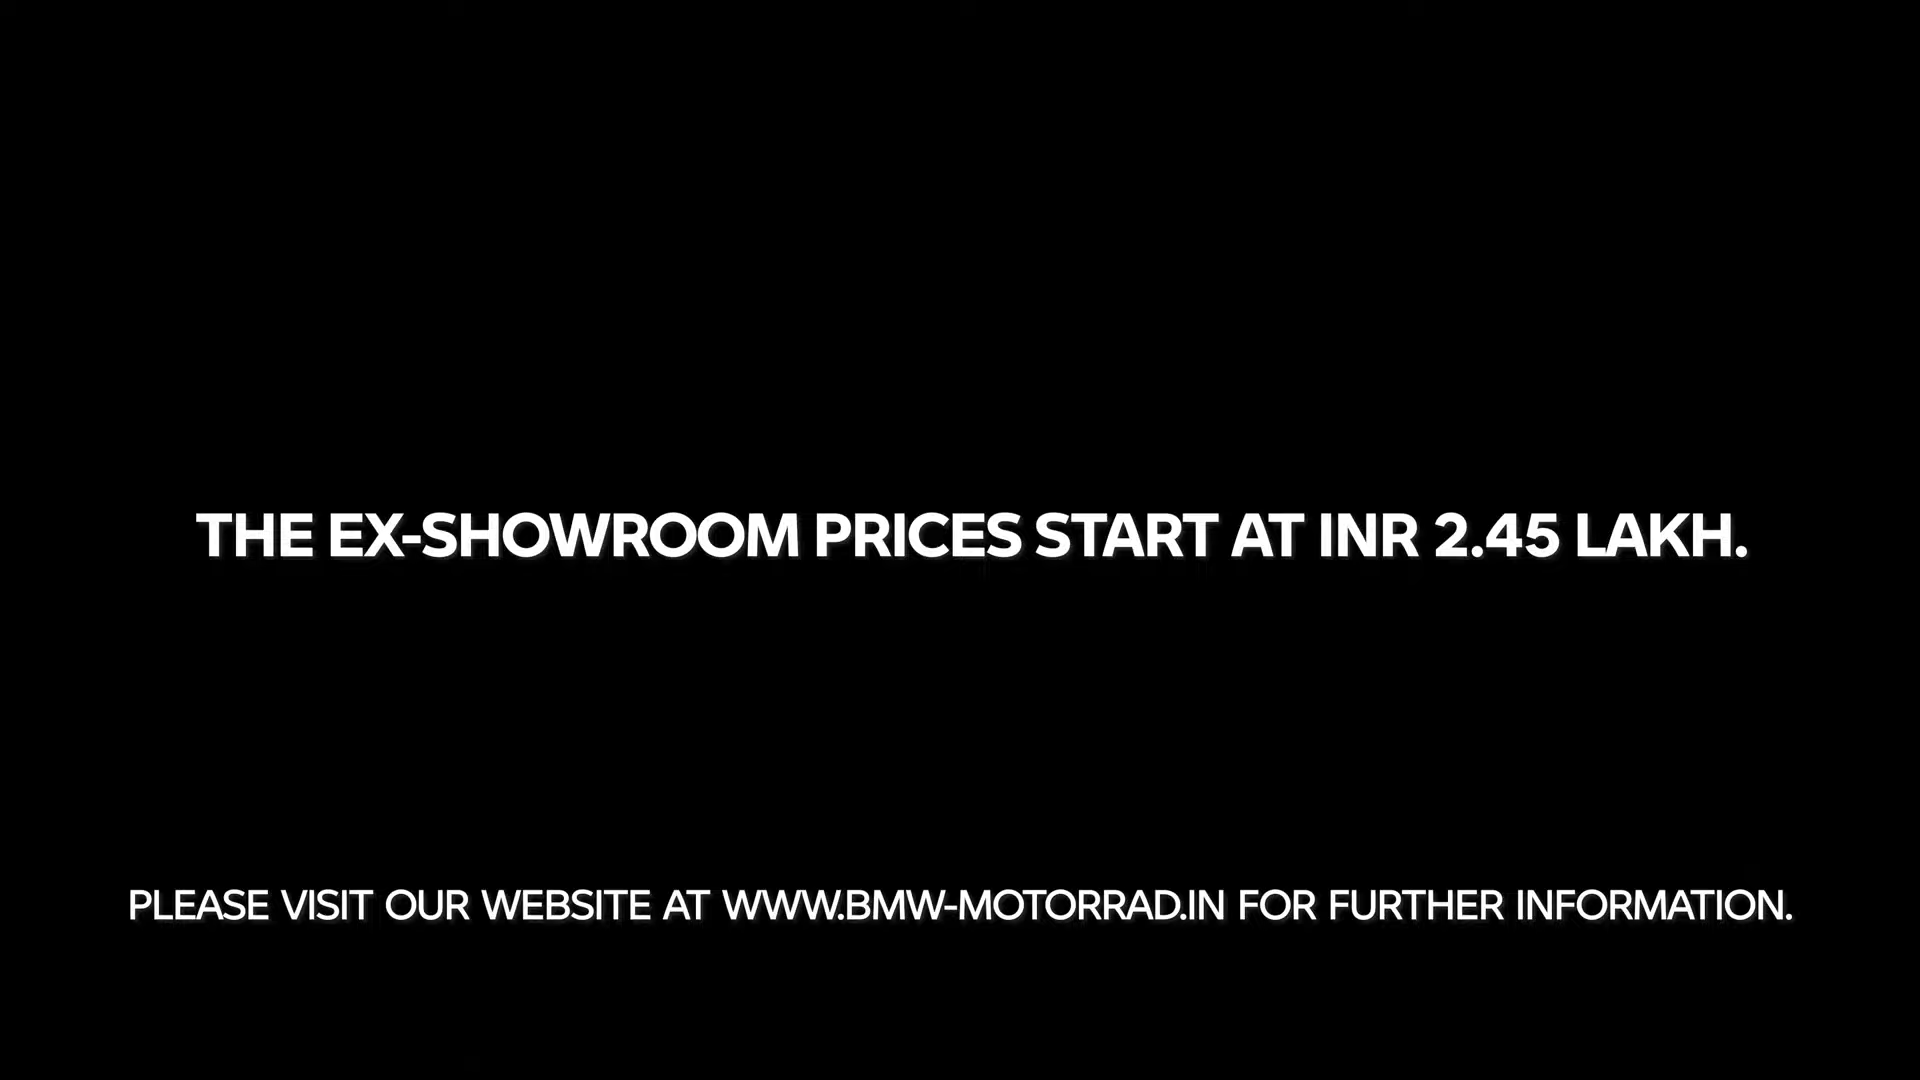 THE EX-SHOWROOM PRICES START AT INR 2.45 LAKH.
PLEASE VISIT OUR WEBSITE AT WWW.BMW-MOTORRAD.IN FOR FURTHER INFORMATION.